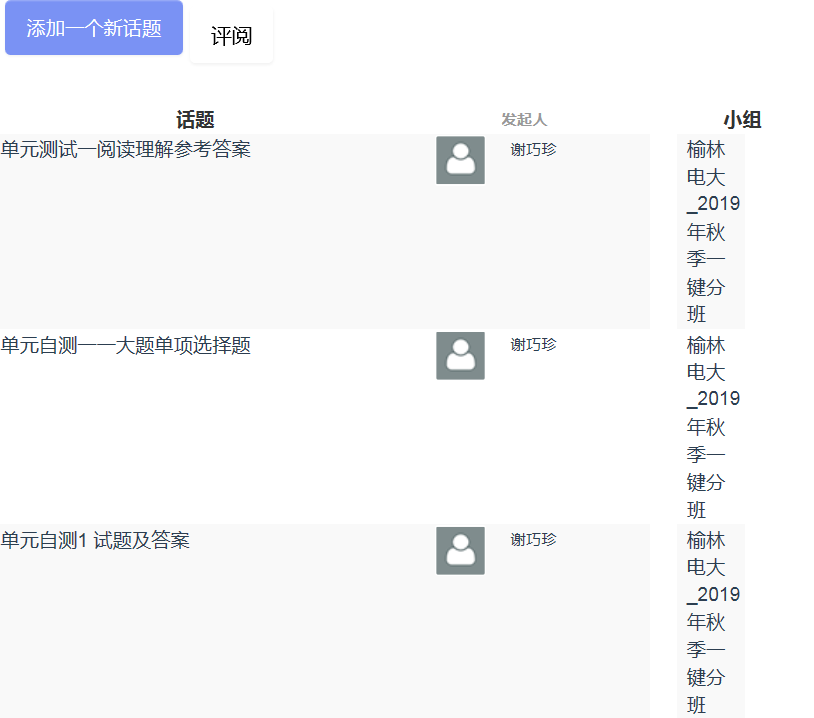 添加一个新话题 评阅
话题 发起人 小组
单元测试一阅读理解参考答案 谢巧珍 榆林
电大
_2019
年秋
季一
键分
班
单元自测一一大题单项选择题 谢巧珍 榆林
电大
_2019
年秋
季一
键分
班
单元自测1 试题及答案 谢巧珍 榆林
电大
_2019
年秋
季一
键分
班